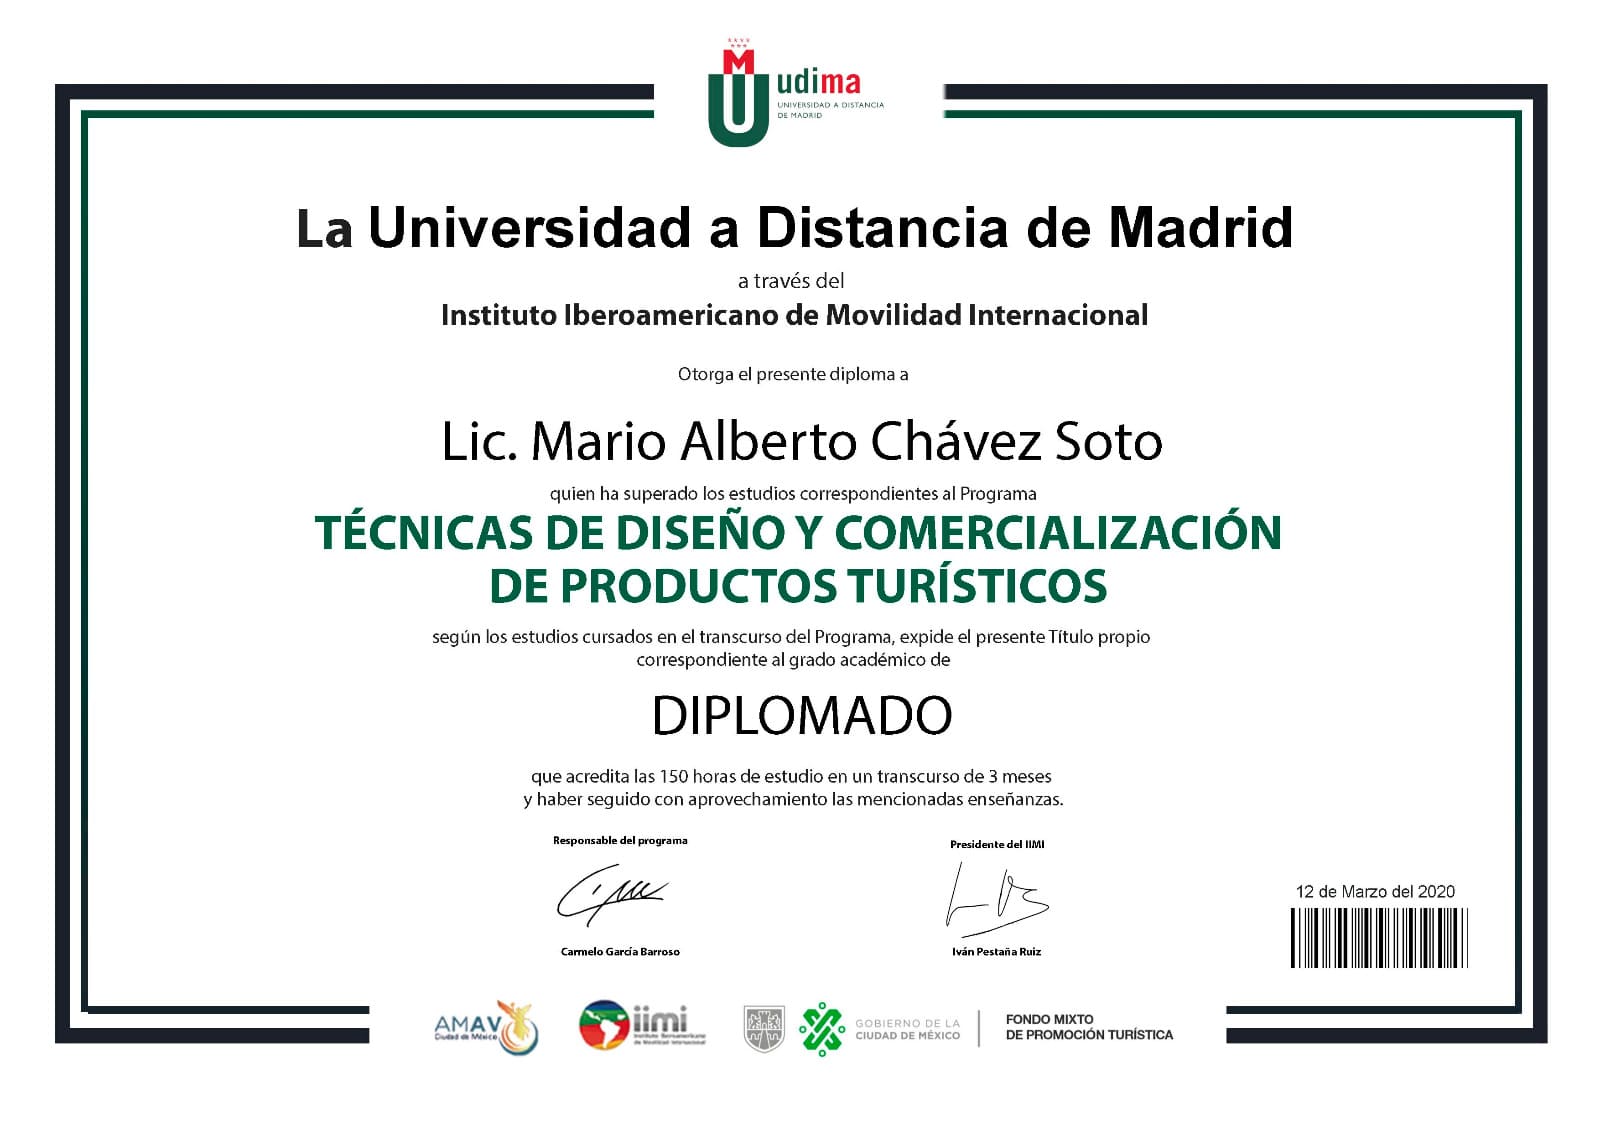 udima
UNIVERSIDAD A DISTANCIA
DE MADRID
La Universidad a Distancia de Madrid
a través del
Instituto Iberoamericano de Movilidad Internacional
Otorga el presente diploma a
Lic. Mario Alberto Chávez Soto
quien ha superado los estudios correspondientes al Programa
TÉCNICAS DE DISEÑO Y COMERCIALIZACIÓN
DE PRODUCTOS TURÍSTICOS
según los estudios cursados en el transcurso del Programa, expide el presente Título propio
correspondiente al grado académico de
DIPLOMADO
que acredita las 150 horas de estudio en un transcurso de 3 meses
y haber seguido con aprovechamiento las mencionadas enseñanzas.
Responsable del programa
Presidente del IIMI
12 de Marzo del 2020
Carmelo García Barroso
Iván Pestaña Ruiz
AMAV
Ciudad de México
iimi
Instituto Iberoamericano
de Movilidad Internacional
GOBIERNO DE LA
CIUDAD DE MÉXICO
FONDO MIXTO
DE PROMOCIÓN TURÍSTICA